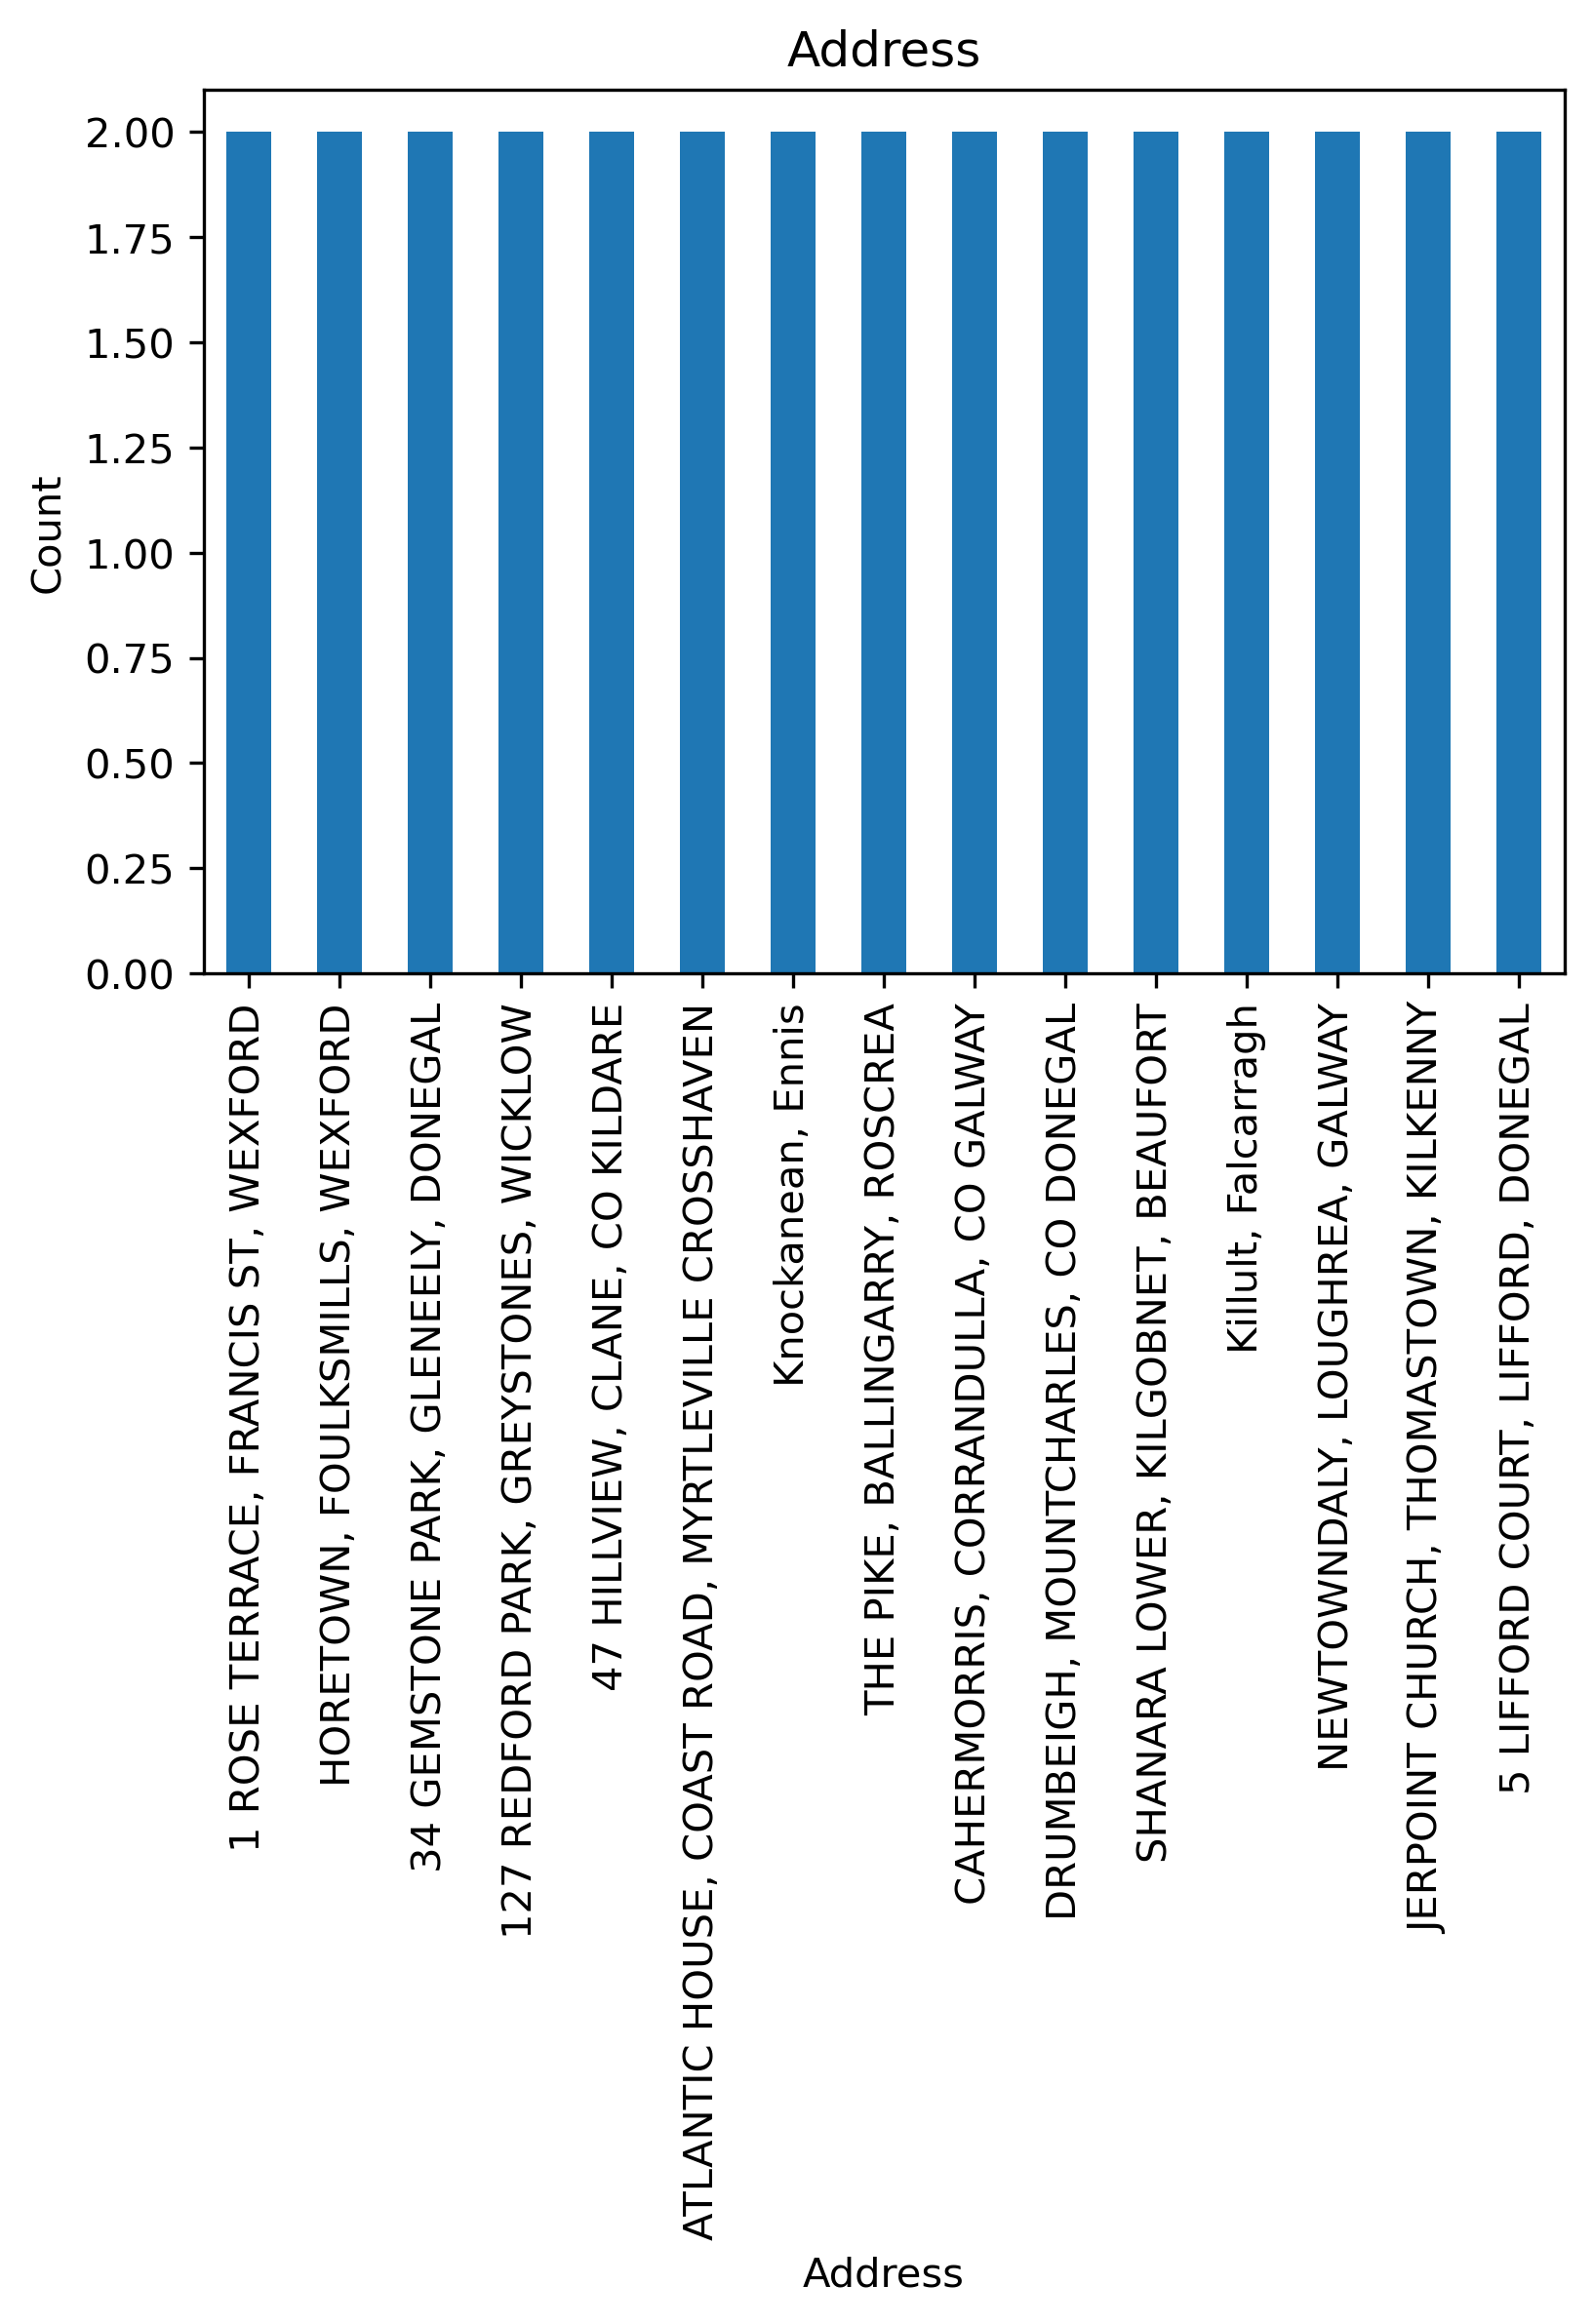 Address
Count
2.00
1.75
1.50
1.25
1.00
0.75
0.50
0.25
0.00
1 ROSE TERRACE, FRANCIS ST, WEXFORD
HORETOWN, FOULKSMILLS, WEXFORD
34 GEMSTONE PARK, GLENEELY, DONEGAL
127 REDFORD PARK, GREYSTONES, WICKLOW
47 HILLVIEW, CLANE, CO KILDARE
ATLANTIC HOUSE, COAST ROAD, MYRTLEVILLE CROSSHAVEN
Knockanean, Ennis
THE PIKE, BALLINGARRY, ROSCREA
CAHERMORRIS, CORRANDULLA, CO GALWAY
DRUMBEIGH, MOUNTCHARLES, CO DONEGAL
SHANARA LOWER, KILGOBNET, BEAUFORT
Killult, Falcarragh
NEWTOWNDALY, LOUGHREA, GALWAY
JERPOINT CHURCH, THOMASTOWN, KILKENNY
5 LIFFORD COURT, LIFFORD, DONEGAL
Address